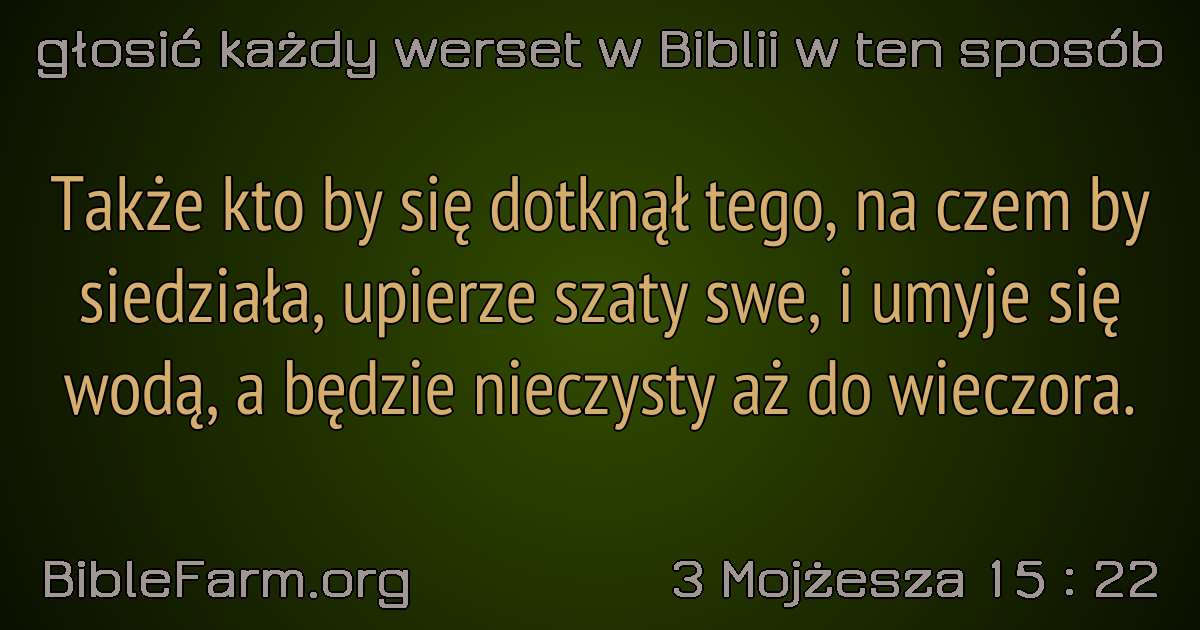 głosić każdy werset w Biblii w ten sposób
Także kto by się dotknął tego, na czem by
siedziała, upierze szaty swe, i umyje się
wodą, a będzie nieczysty aż do wieczora.
BibleFarm.org
3 Mojżesza 15 : 22